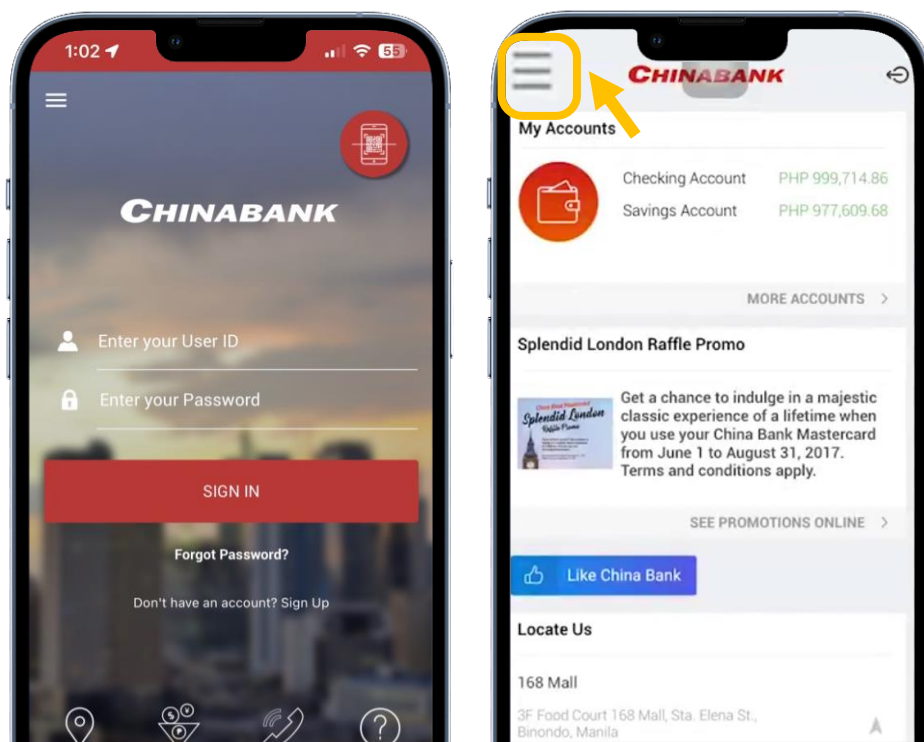 1:02
55
CHINABANK
Enter your User ID
Enter your Password
SIGN IN
Forgot Password?
Don't have an account? Sign Up
CHINABANK
My Accounts
Checking Account PHP 999,714.86
Savings Account PHP 977,609.68
MORE ACCOUNTS >
Splendid London Raffle Promo
Splendid London
Raffle Promo
Get a chance to indulge in a majestic
classic experience of a lifetime when
you use your China Bank Mastercard
from June 1 to August 31, 2017.
Terms and conditions apply.
SEE PROMOTIONS ONLINE >
Like China Bank
Locate Us
168 Mall
3F Food Court 168 Mall, Sta. Elena St.,
Binondo, Manila